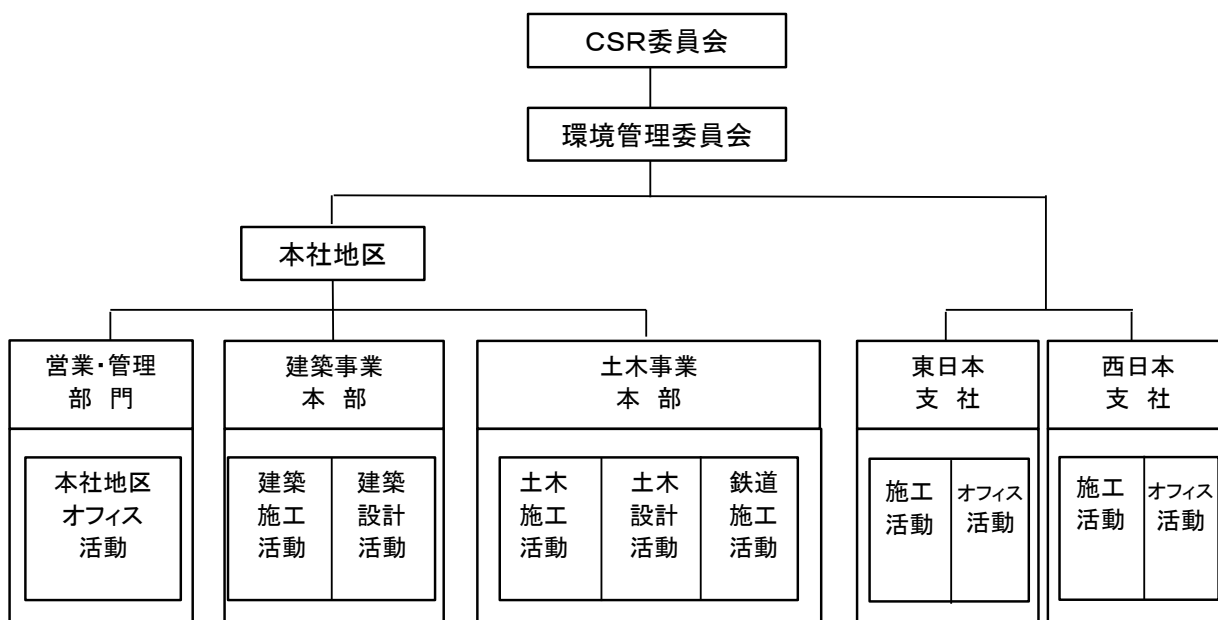 CSR委員会
環境管理委員会
本社地区
営業・管理
部 門
建築事業
本 部
土木事業
本 部
東日本
支 社
西日本
支 社
本社地区
オフィス
活動
建築
施工
活動
建築
設計
活動
土木
施工
活動
土木
設計
活動
鉄道
施工
活動
施工
活動
オフィス
活動
施工
活動
オフィス
活動